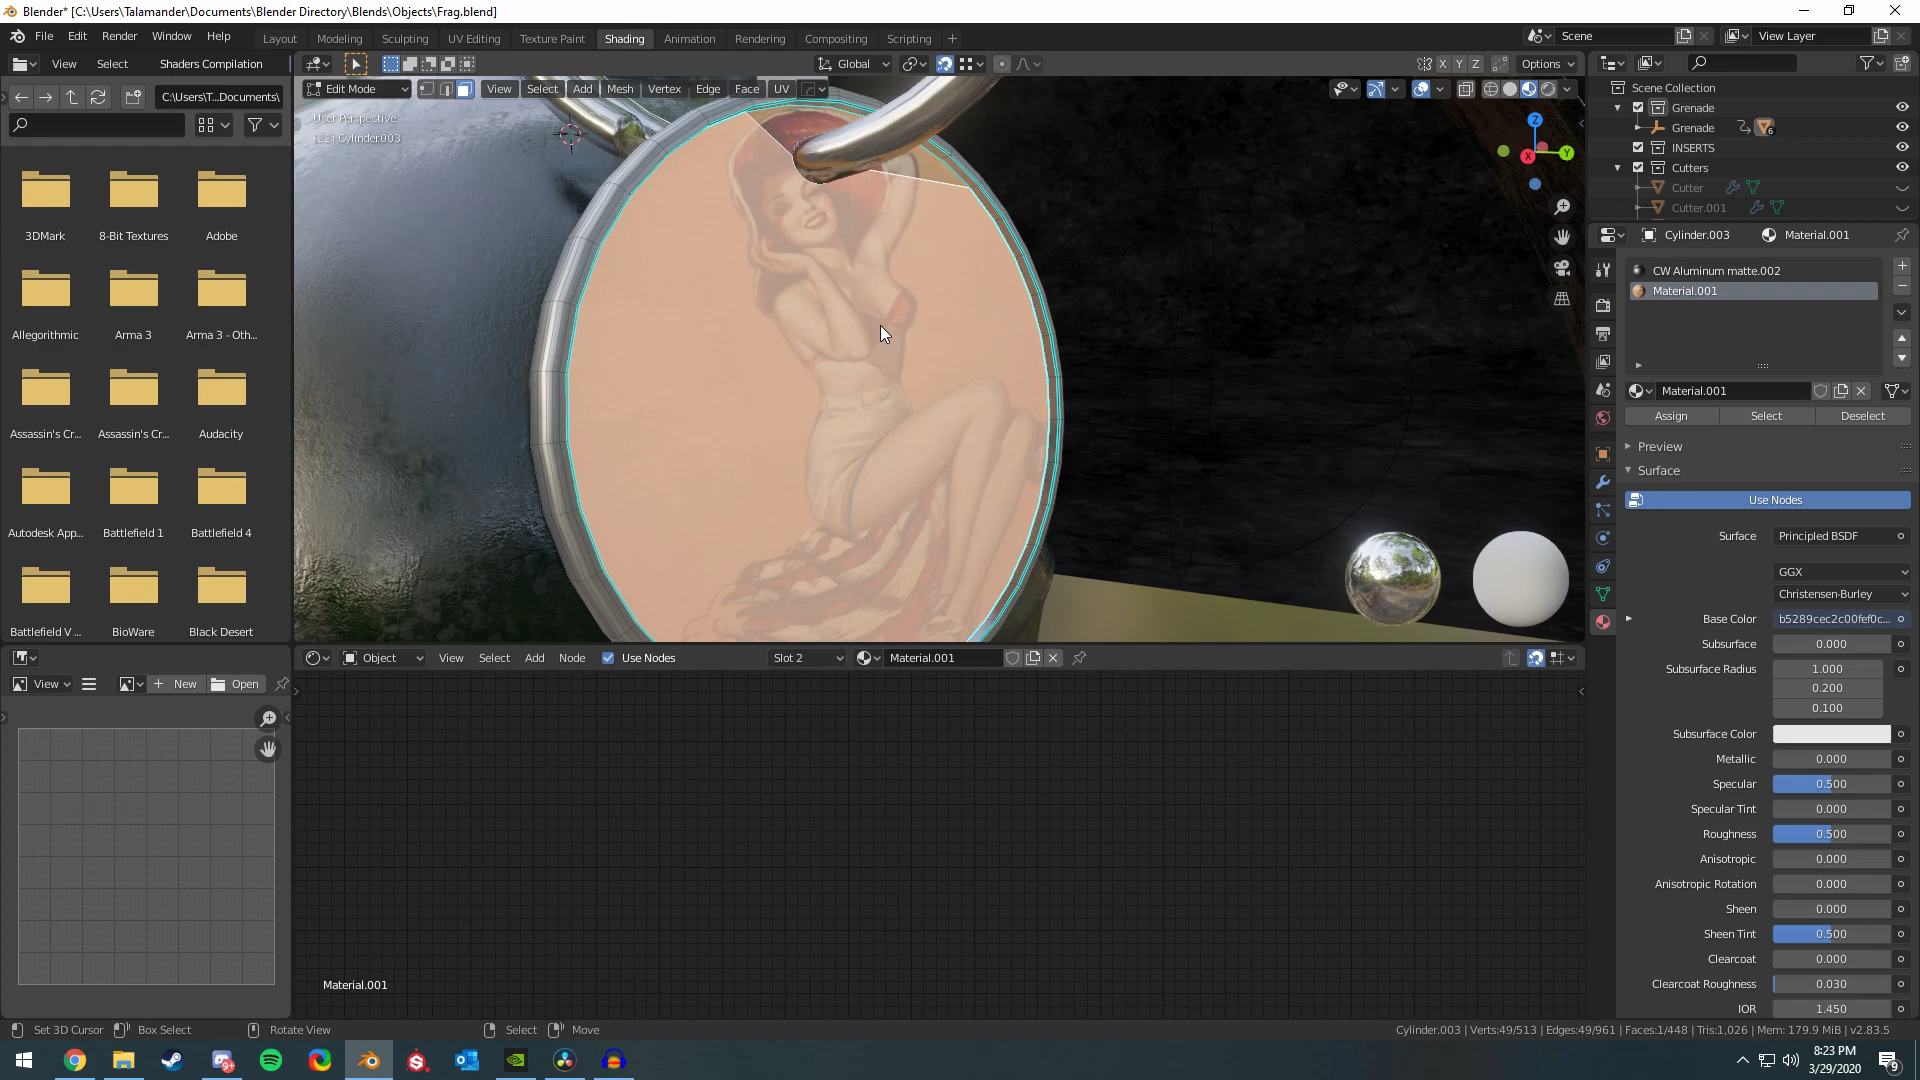 Blender* [C:\Users\Talamander\Documents\Blender Directory\Blends\Objects\Frag.blend]
File Edit Render Window Help
Layout Modeling Sculpting UV Editing Texture Paint Shading Animation Rendering Compositing Scripting +
Scene
View Layer
View Select Shaders Compilation
Global
X Y Z
Options
C:\Users\T...Documents\
Edit Mode
View Select Add Mesh Vertex Edge Face UV
User Perspective
Cylinder.003
Z
Y
X
3DMark
8-Bit Textures
Adobe
Allegorithmic
Arma 3
Arma 3 - Oth...
Assassin's Cr...
Assassin's Cr...
Audacity
Autodesk App...
Battlefield 1
Battlefield 4
Battlefield V ...
BioWare
Black Desert
Scene Collection
Grenade
Grenade
6
INSERTS
Cutters
Cutter
Cutter.001
Cylinder.003
Material.001
CW Aluminum matte.002
Material.001
Material.001
Assign Select Deselect
Preview
Surface
Use Nodes
Surface Principled BSDF
GGX
Christensen-Burley
Base Color b5289cec2c00fef0c...
Subsurface 0.000
Subsurface Radius 1.000
0.200
0.100
Subsurface Color
Metallic 0.000
Specular 0.500
Specular Tint 0.000
Roughness 0.500
Anisotropic 0.000
Anisotropic Rotation 0.000
Sheen 0.000
Sheen Tint 0.500
Clearcoat 0.000
Clearcoat Roughness 0.030
IOR 1.450
View
New
Open
Object View Select Add Node Use Nodes Slot 2 Material.001
Material.001
Set 3D Cursor Box Select Rotate View Select Move
Cylinder.003 | Verts:49/513 | Edges:49/961 | Faces:1/448 | Tris:1,026 | Mem: 179.9 MiB | v2.83.5
9+
8:23 PM
3/29/2020
9